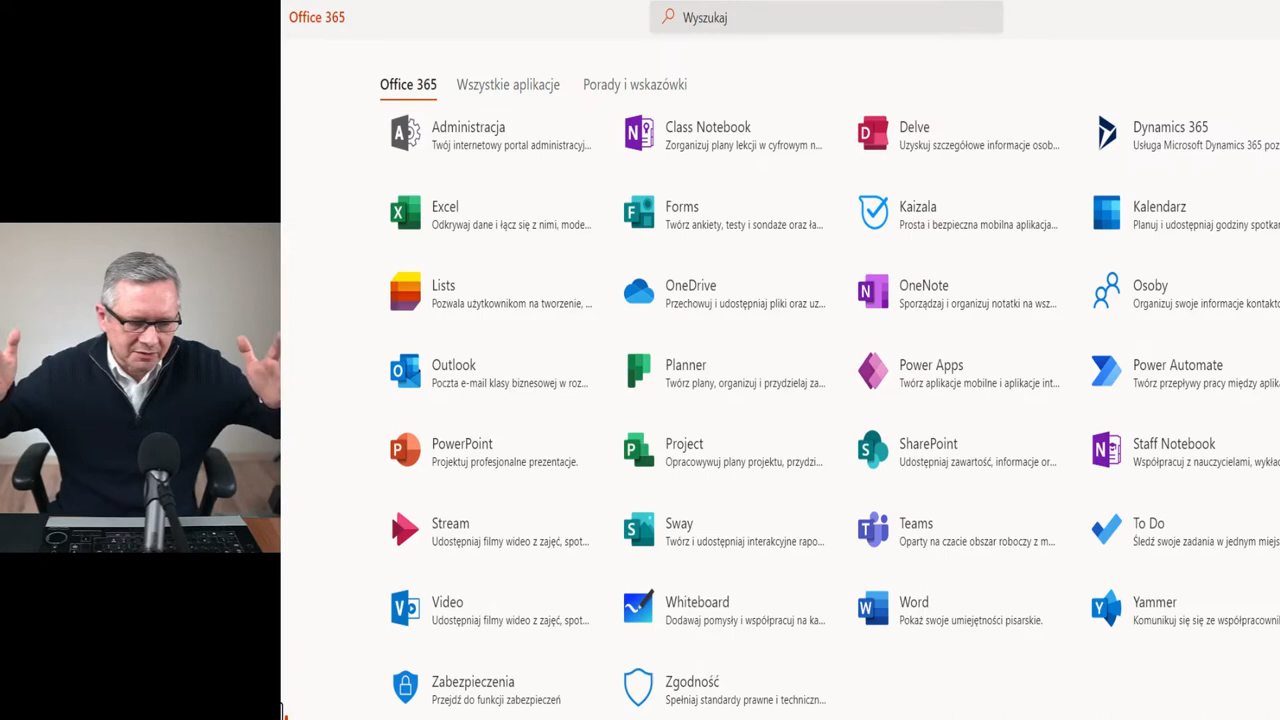 Office 365
Wyszukaj
Office 365 Wszystkie aplikacje Porady i wskazówki
Administracja
Twój internetowy portal administracyj...
Class Notebook
Zorganizuj plany lekcji w cyfrowym n...
Delve
Uzyskuj szczegółowe informacje osob...
Dynamics 365
Usługa Microsoft Dynamics 365 poz
Excel
Odkrywaj dane i łącz się z nimi, mode...
Forms
Twórz ankiety, testy i sondaże oraz ła...
Kaizala
Prosta i bezpieczna mobilna aplikacja...
Kalendarz
Planuj i udostępniaj godziny spotkań
Lists
Pozwala użytkownikom na tworzenie, ...
OneDrive
Przechowuj i udostępniaj pliki oraz uz...
OneNote
Sporządzaj i organizuj notatki na wsz...
Osoby
Organizuj swoje informacje kontakto
Outlook
Poczta e-mail klasy biznesowej w roz...
Planner
Twórz plany, organizuj i przydzielaj za...
Power Apps
Twórz aplikacje mobilne i aplikacje int...
Power Automate
Twórz przepływy pracy między aplika
PowerPoint
Projektuj profesjonalne prezentacje.
Project
Opracowywuj plany projektu, przydzi...
SharePoint
Udostępniaj zawartość, informacje or...
Staff Notebook
Współpracuj z nauczycielami, wykła
Stream
Udostępniaj filmy wideo z zajęć, spot...
Sway
Twórz i udostępniaj interakcyjne rapo...
Teams
Oparty na czacie obszar roboczy z m...
To Do
Śledź swoje zadania w jednym miejs
Video
Udostępniaj filmy wideo z zajęć, spot...
Whiteboard
Dodawaj pomysły i współpracuj na ka...
Word
Pokaż swoje umiejętności pisarskie.
Yammer
Komunikuj się się ze współpracown
Zabezpieczenia
Przejdź do funkcji zabezpieczeń
Zgodność
Spełniaj standardy prawne i techniczn...